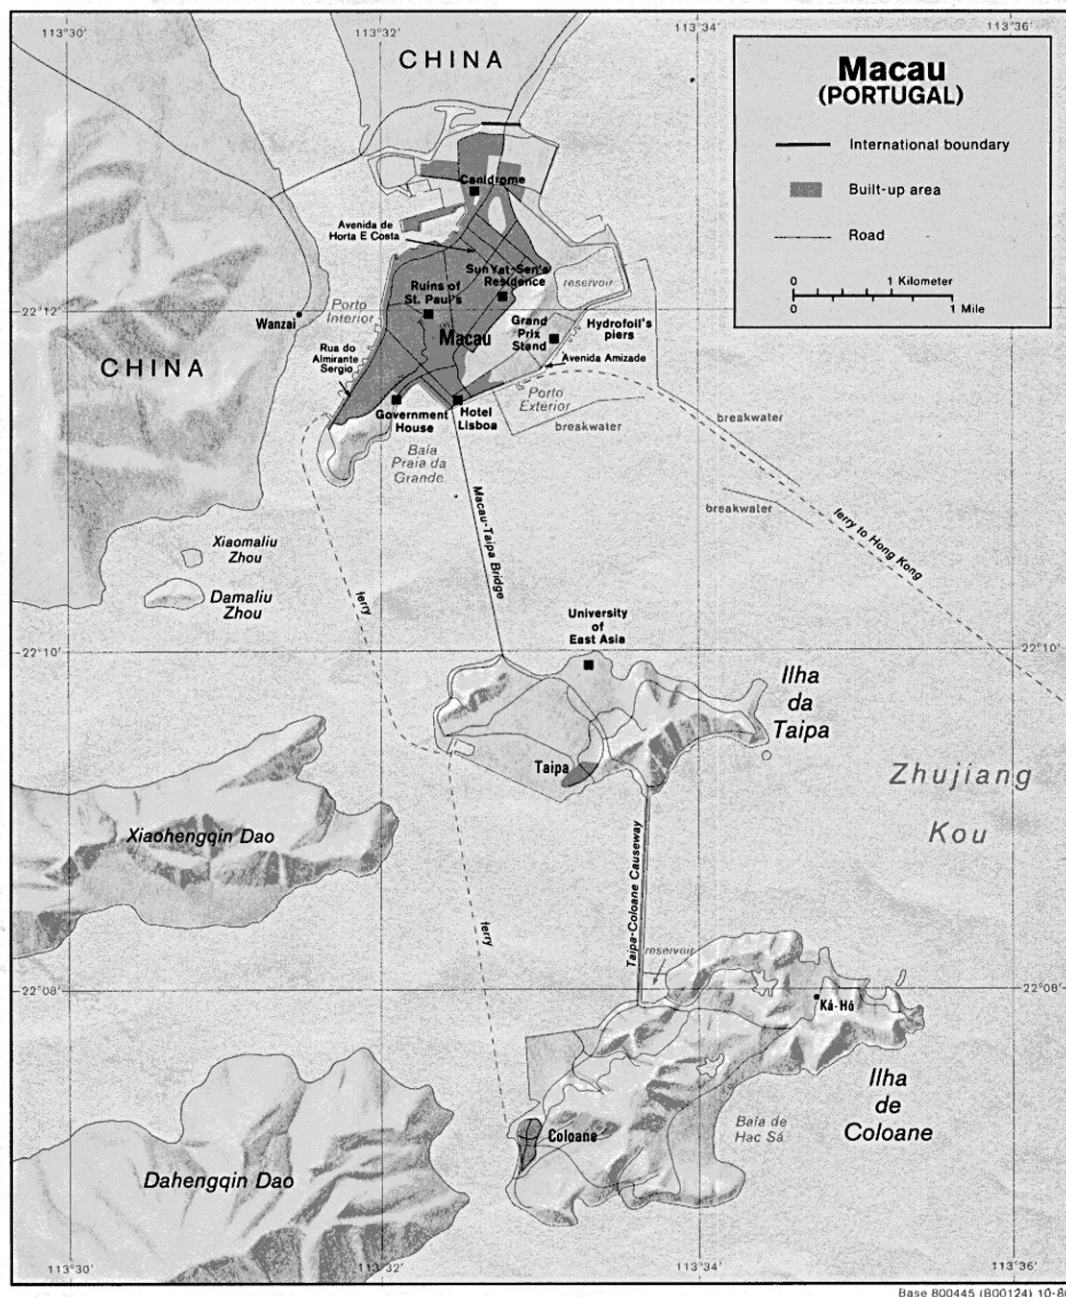 113°30'
113°32'
113°34'
113°36'
CHINA
Macau
(PORTUGAL)
International boundary
Built-up area
Road
0 1 Kilometer
0 1 Mile
Canidrome
Avenida de
Horta E Costa
Sun Yat-Sen's
Residence
reservoir
Ruins of
St. Paul's
Porto
Interior
22°12'
22°12'
Wanzai
Macau
Grand
Prix
Stand
Hydrofoil's
piers
Rua do
Almirante
Sergio
Avenida Amizade
CHINA
Porto
Exterior
Government
House
Hotel
Lisboa
breakwater
breakwater
Baía
Praia da
Grande
Macau-Taipa Bridge
breakwater
ferry to Hong Kong
Xiaomaliu
Zhou
Damaliu
Zhou
ferry
University
of
East Asia
22°10'
22°10'
Ilha
da
Taipa
Taipa
Zhujiang
Kou
Xiaohengqin Dao
Taipa-Coloane Causeway
ferry
reservoir
22°08'
22°08'
Ká-Hó
Ilha
de
Coloane
Baía de
Hac Sá
Coloane
Dahengqin Dao
113°30'
113°32'
113°34'
113°36'
Base 800445 (B00124) 10-86